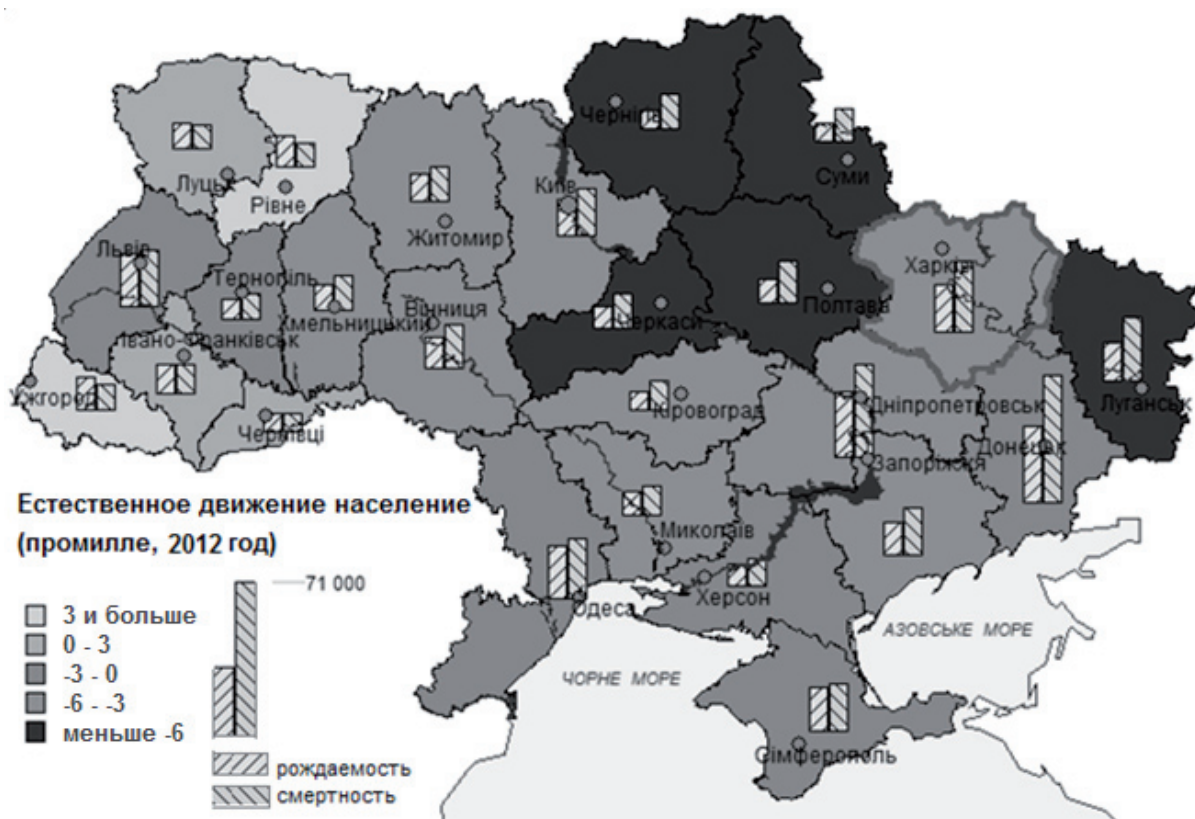 Чернігів
Суми
Луцьк
Рівне
Київ
Житомир
Львів
Тернопіль
Хмельницький
Вінниця
Черкаси
Полтава
Харків
Івано-Франківськ
Ужгород
Чернівці
Кіровоград
Дніпропетровськ
Луганськ
Донецьк
Запоріжжя
Миколаїв
Херсон
Одеса
Сімферополь
АЗОВСЬКЕ МОРЕ
ЧОРНЕ МОРЕ
Естественное движение население
(промилле, 2012 год)
71 000
3 и больше
0 - 3
-3 - 0
-6 - -3
меньше -6
рождаемость
смертность